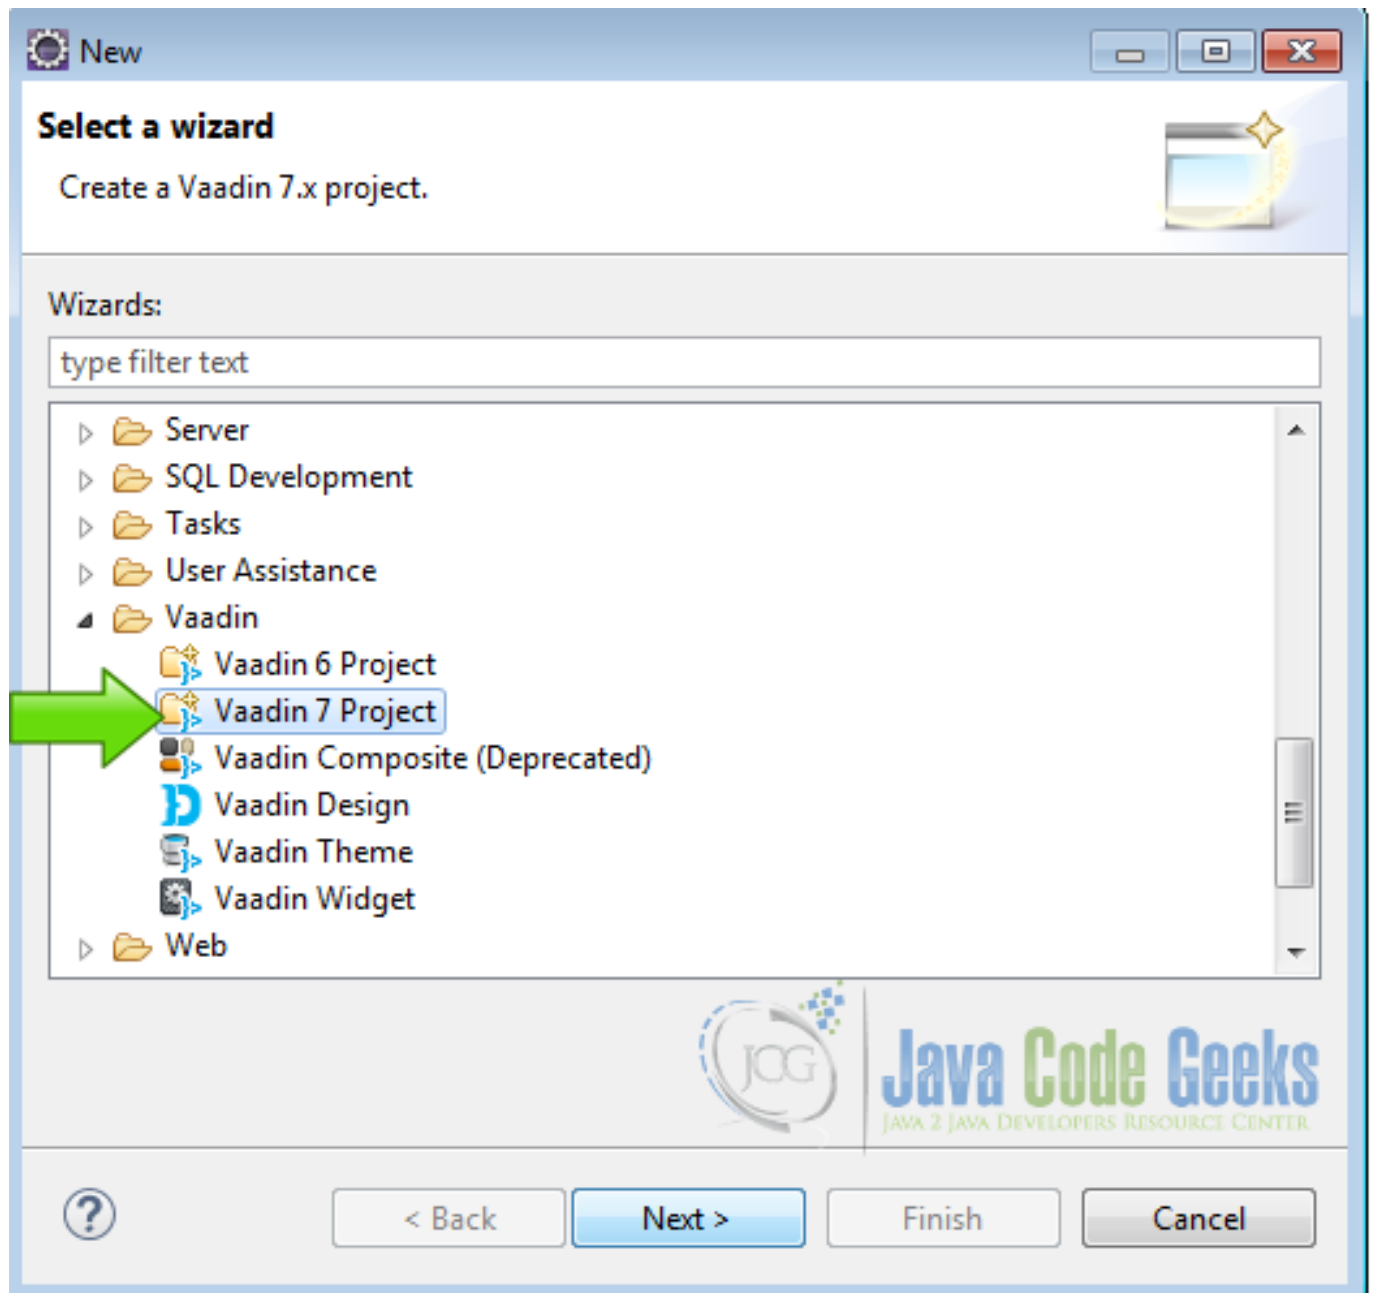 New
Select a wizard
Create a Vaadin 7.x project.
Wizards:
type filter text
Server
SQL Development
Tasks
User Assistance
Vaadin
Vaadin 6 Project
Vaadin 7 Project
Vaadin Composite (Deprecated)
Vaadin Design
Vaadin Theme
Vaadin Widget
Web
JCG
Java Code Geeks
JAVA 2 JAVA DEVELOPERS RESOURCE CENTER
?
< Back
Next >
Finish
Cancel